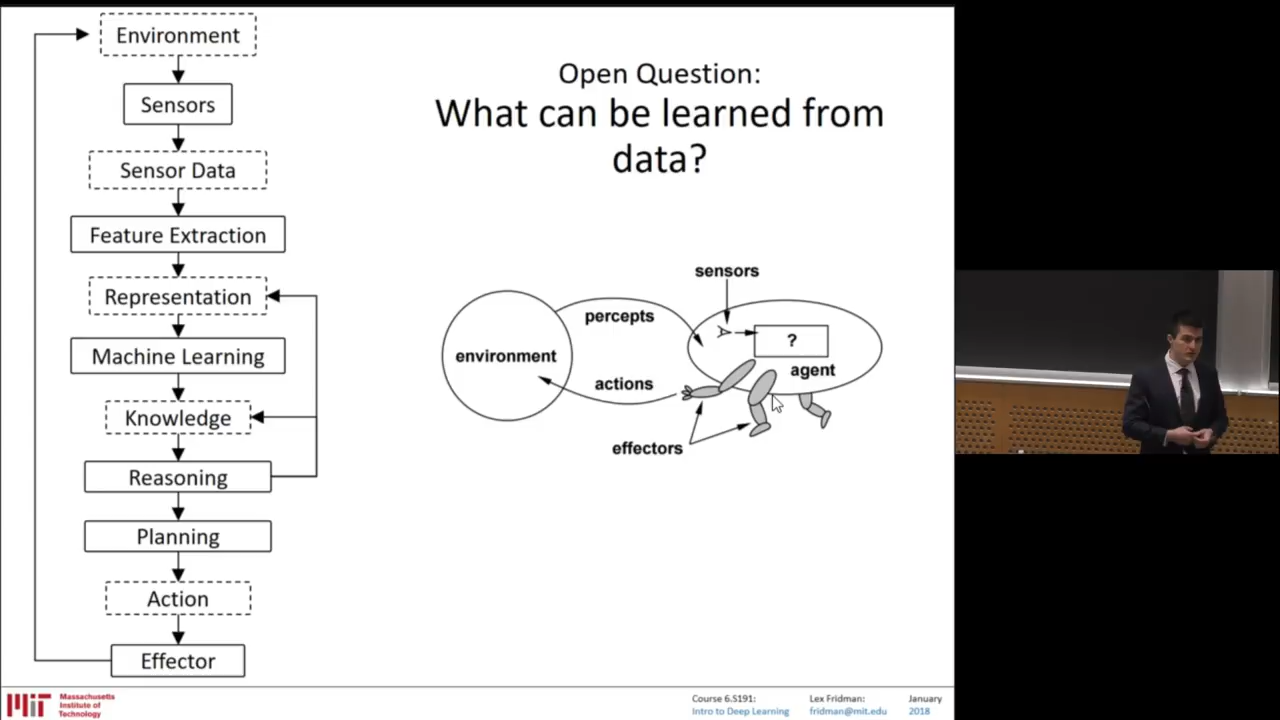 Environment
Sensors
Sensor Data
Feature Extraction
Representation
Machine Learning
Knowledge
Reasoning
Planning
Action
Effector
Open Question:
What can be learned from
data?
sensors
percepts
?
environment
agent
actions
effectors
MIT
Massachusetts
Institute of
Technology
Course 6.S191:
Intro to Deep Learning
Lex Fridman:
fridman@mit.edu
January
2018